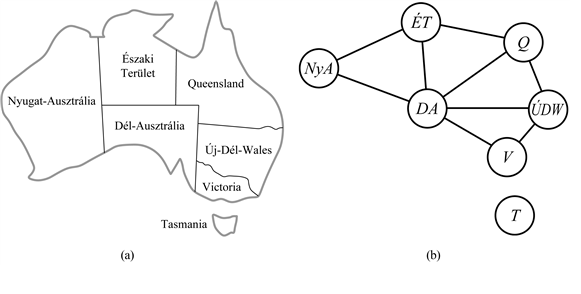 Északi
Terület
Queensland
Nyugat-Ausztrália
Dél-Ausztrália
Új-Dél-Wales
Victoria
Tasmania
(a)
ÉT
Q
NyA
DA
ÚDW
V
T
(b)